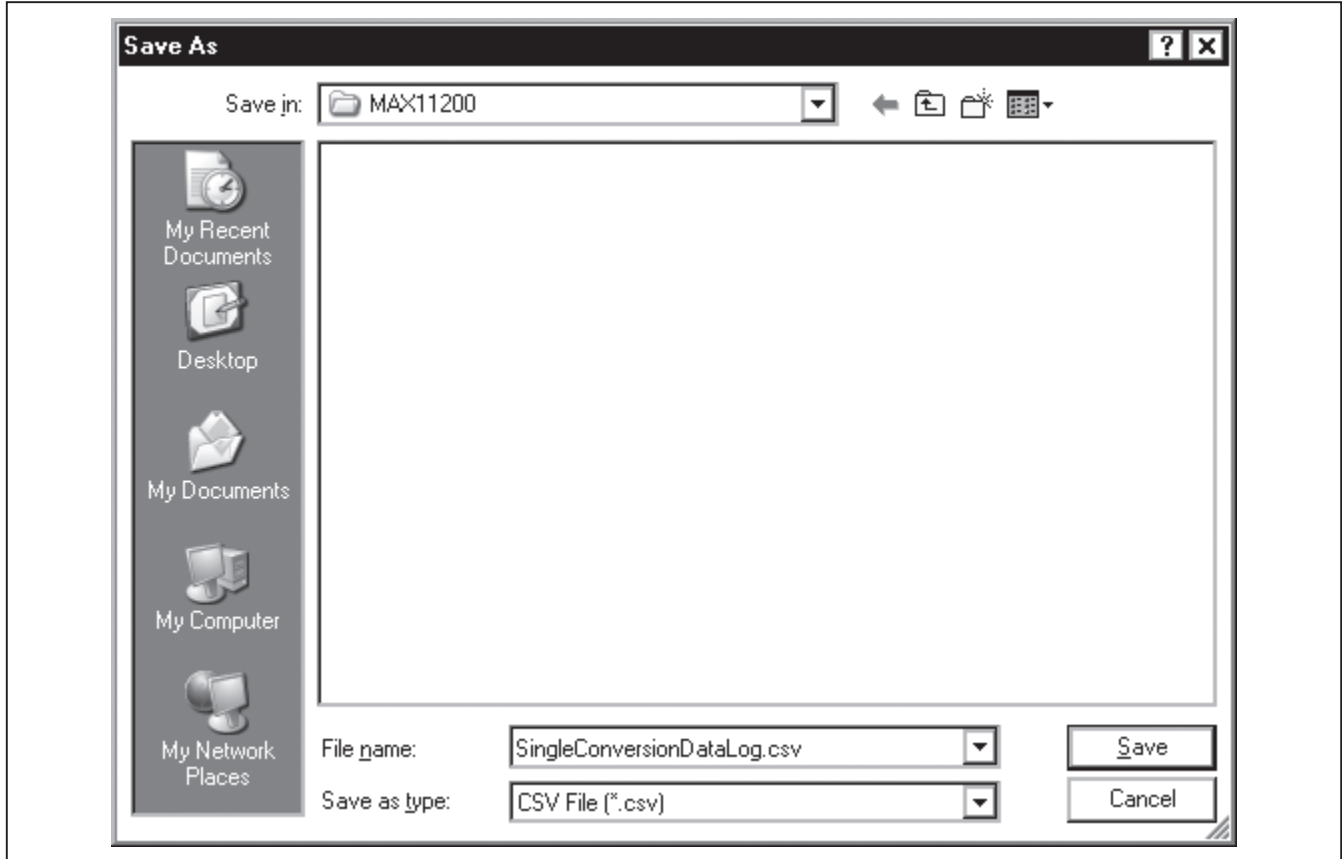 Save As
?
X
Save in:
MAX11200
My Recent
Documents
Desktop
My Documents
My Computer
My Network
Places
File name:
SingleConversionDataLog.csv
Save
Save as type:
CSV File (*.csv)
Cancel